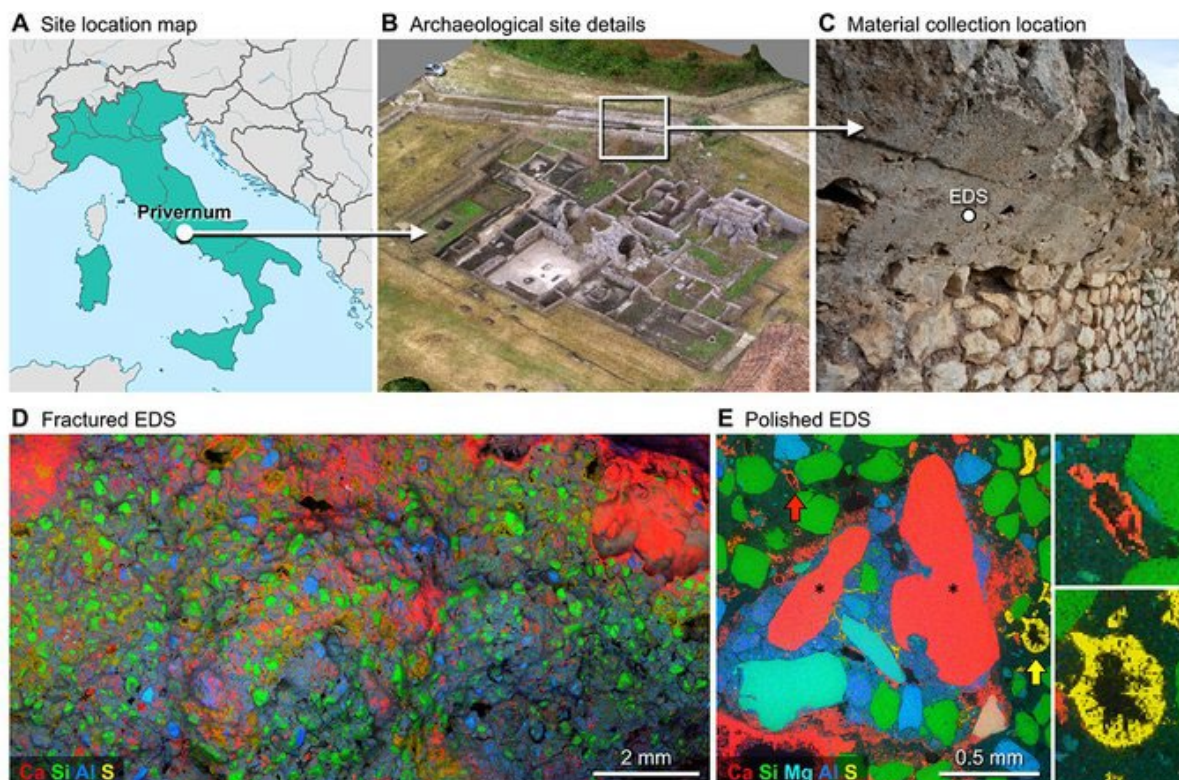 A Site location map
B Archaeological site details
C Material collection location
Privernum
EDS
D Fractured EDS
E Polished EDS
*
*
Ca Si Al S
2 mm
Ca Si Mg Al S
0.5 mm